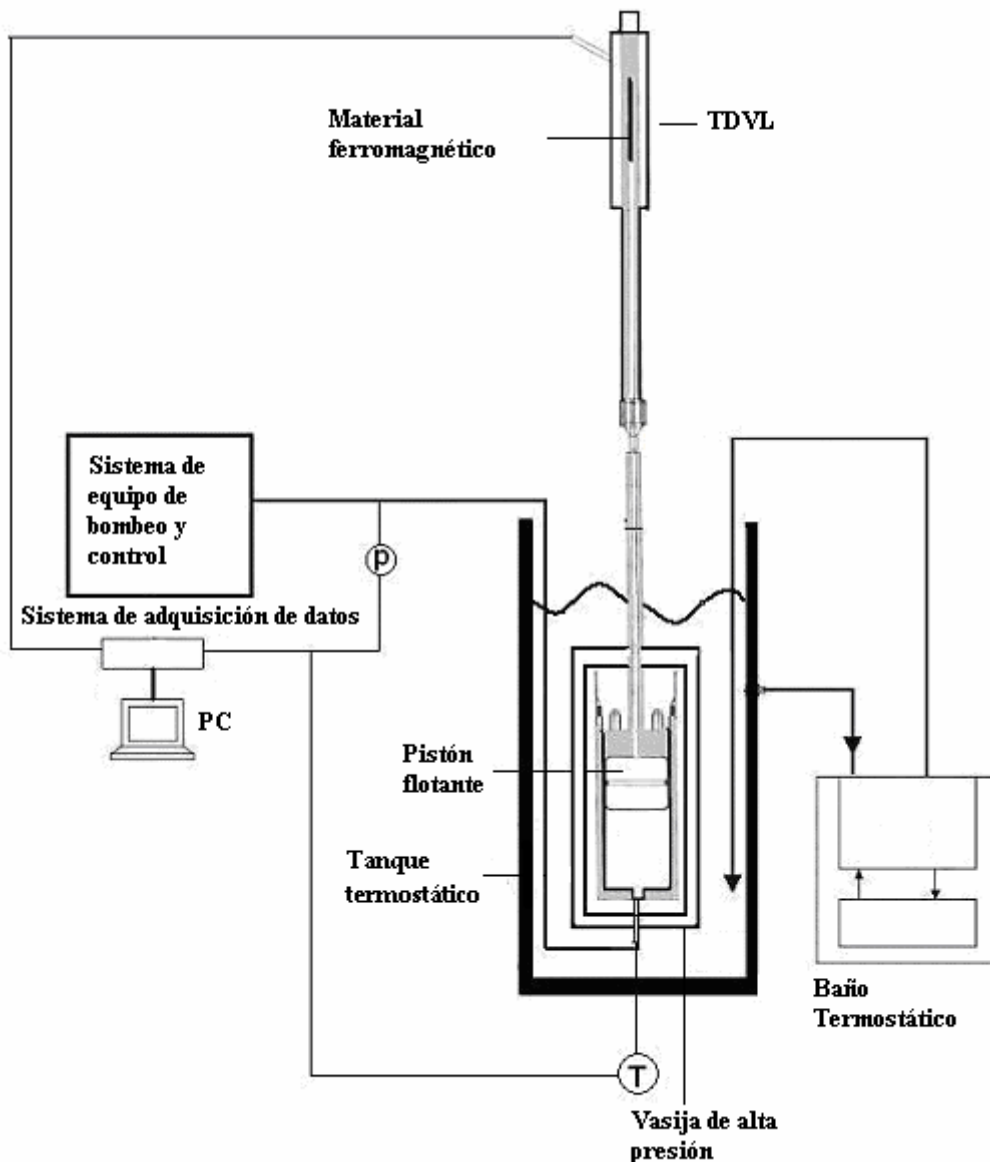 Material
ferromagnético
TDVL
Sistema de
equipo de
bombeo y
control
p
Sistema de adquisición de datos
PC
Pistón
flotante
Tanque
termostático
Baño
Termostático
T
Vasija de alta
presión